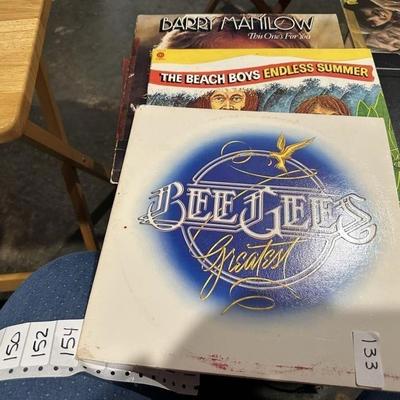 BARRY MANILOW
This One's For You
THE BEACH BOYS ENDLESS SUMMER
BEE GEES
Greatest
150
152
154
133